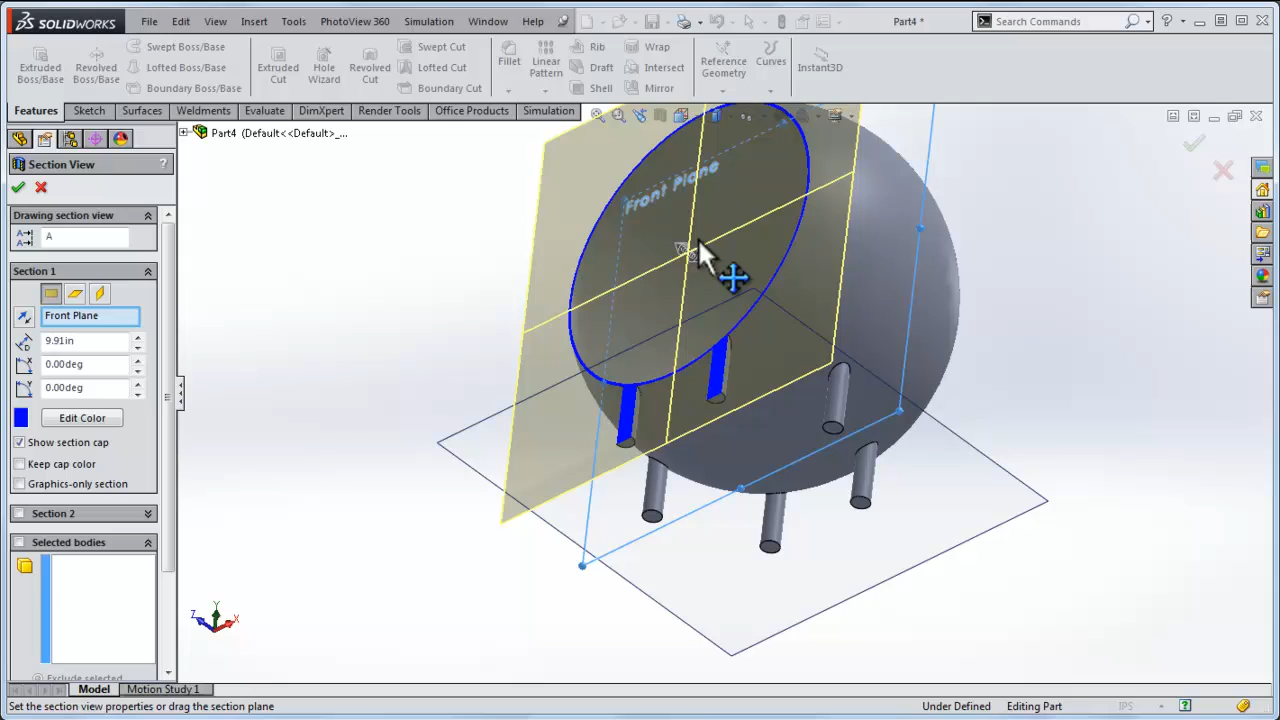 SOLIDWORKS File Edit View Insert Tools PhotoView 360 Simulation Window Help Part4 * Search Commands
Extruded Boss/Base
Revolved Boss/Base
Swept Boss/Base
Lofted Boss/Base
Boundary Boss/Base
Extruded Cut
Hole Wizard
Revolved Cut
Swept Cut
Lofted Cut
Boundary Cut
Fillet
Linear Pattern
Rib
Draft
Shell
Wrap
Intersect
Mirror
Reference Geometry
Curves
Instant3D
Features Sketch Surfaces Weldments Evaluate DimXpert Render Tools Office Products Simulation
Part4 (Default<<Default>_...
Section View ?
Drawing section view
A
Section 1
Front Plane
9.91in
0.00deg
0.00deg
Edit Color
Show section cap
Keep cap color
Graphics-only section
Section 2
Selected bodies
Exclude selected
Front Plane
Y
Z
X
Model Motion Study 1
Set the section view properties or drag the section plane Under Defined Editing Part IPS